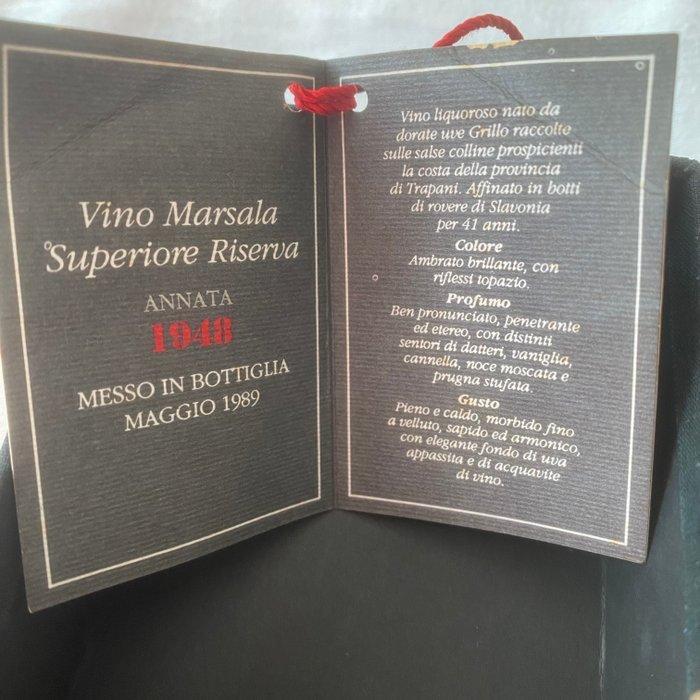 Vino Marsala
Superiore Riserva
ANNATA
1948
MESSO IN BOTTIGLIA
MAGGIO 1989
Vino liquoroso nato da
dorate uve Grillo raccolte
sulle salse colline prospicienti
la costa della provincia
di Trapani. Affinato in botti
di rovere di Slavonia
per 41 anni.
Colore
Ambrato brillante, con
riflessi topazio.
Profumo
Ben pronunciato, penetrante
ed etereo, con distinti
sentori di datteri, vaniglia,
cannella, noce moscata e
prugna stufata.
Gusto
Pieno e caldo, morbido fino
a velluto, sapido ed armonico,
con elegante fondo di uva
appassita e di acquavite
di vino.